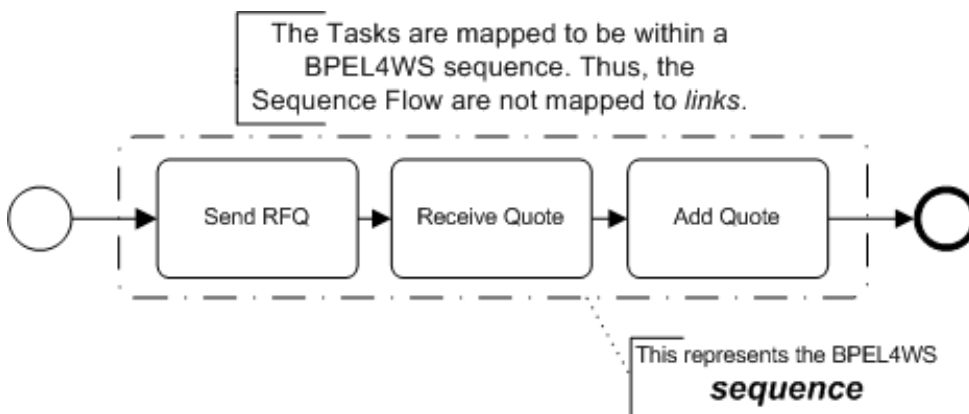 The Tasks are mapped to be within a
BPEL4WS sequence. Thus, the
Sequence Flow are not mapped to links.
Send RFQ
Receive Quote
Add Quote
This represents the BPEL4WS
sequence